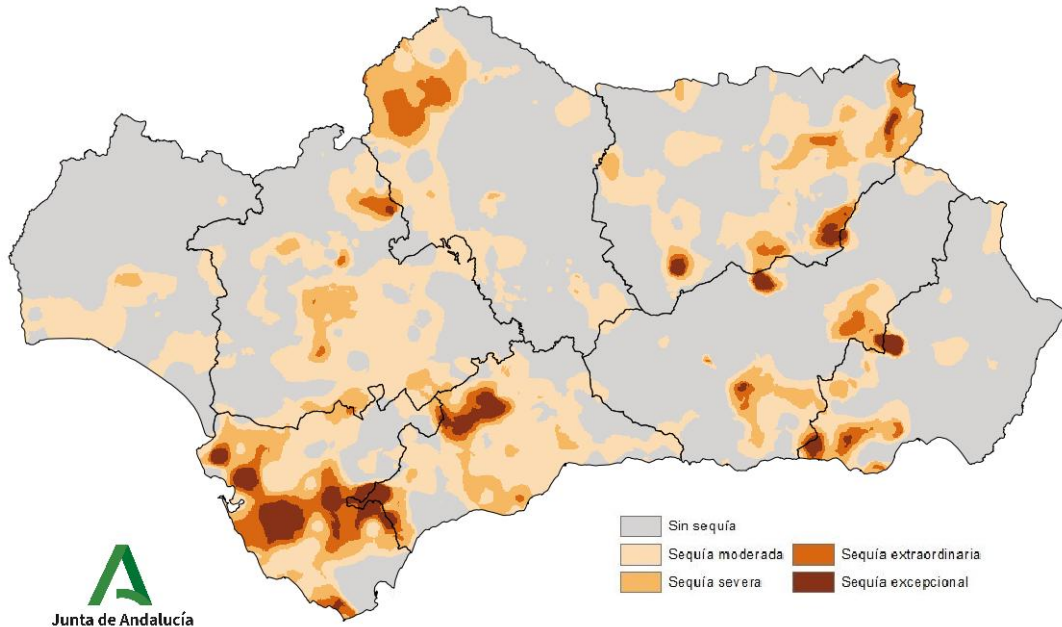 Sin sequía
Sequía moderada
Sequía severa
Sequía extraordinaria
Sequía excepcional
Junta de Andalucía